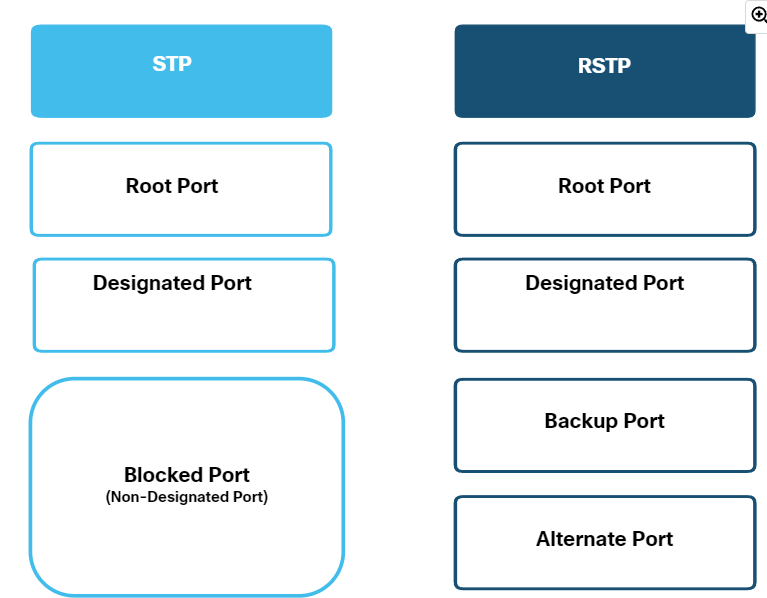 STP
RSTP
Root Port
Root Port
Designated Port
Designated Port
Blocked Port
(Non-Designated Port)
Backup Port
Alternate Port